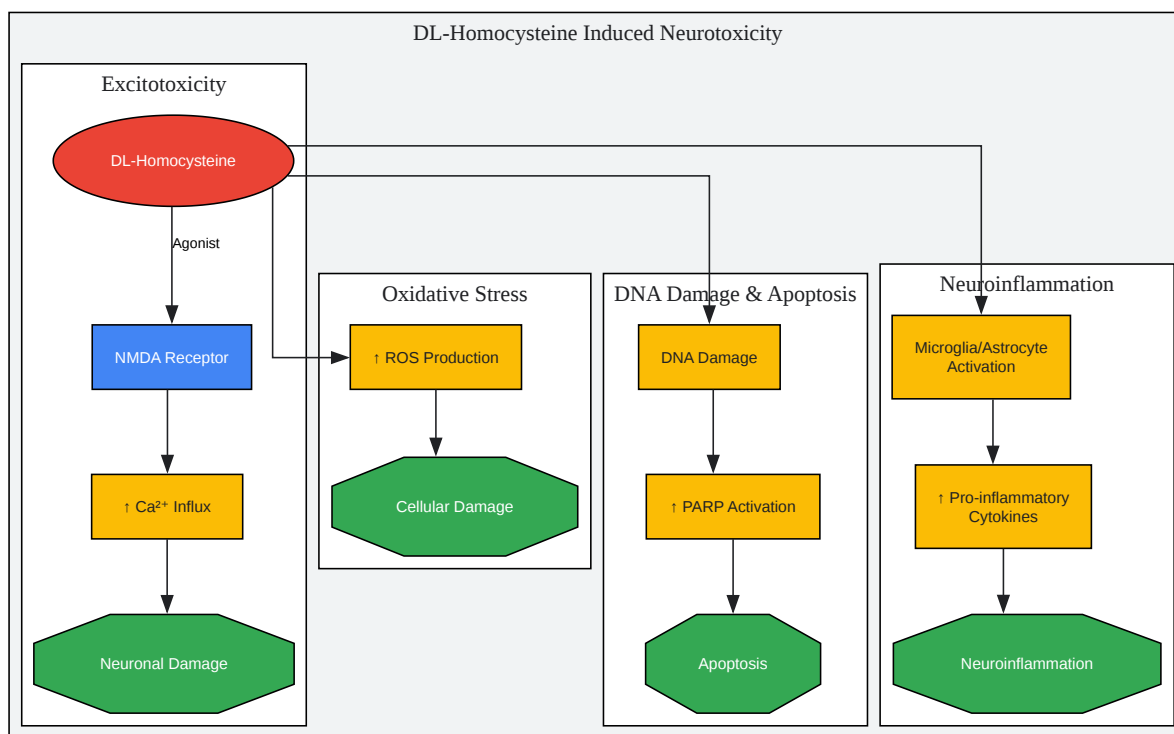 DL-Homocysteine Induced Neurotoxicity
Excitotoxicity
DL-Homocysteine
Agonist
NMDA Receptor
↑ Ca²⁺ Influx
Neuronal Damage
Oxidative Stress
↑ ROS Production
Cellular Damage
DNA Damage & Apoptosis
DNA Damage
↑ PARP Activation
Apoptosis
Neuroinflammation
Microglia/Astrocyte
Activation
↑ Pro-inflammatory
Cytokines
Neuroinflammation